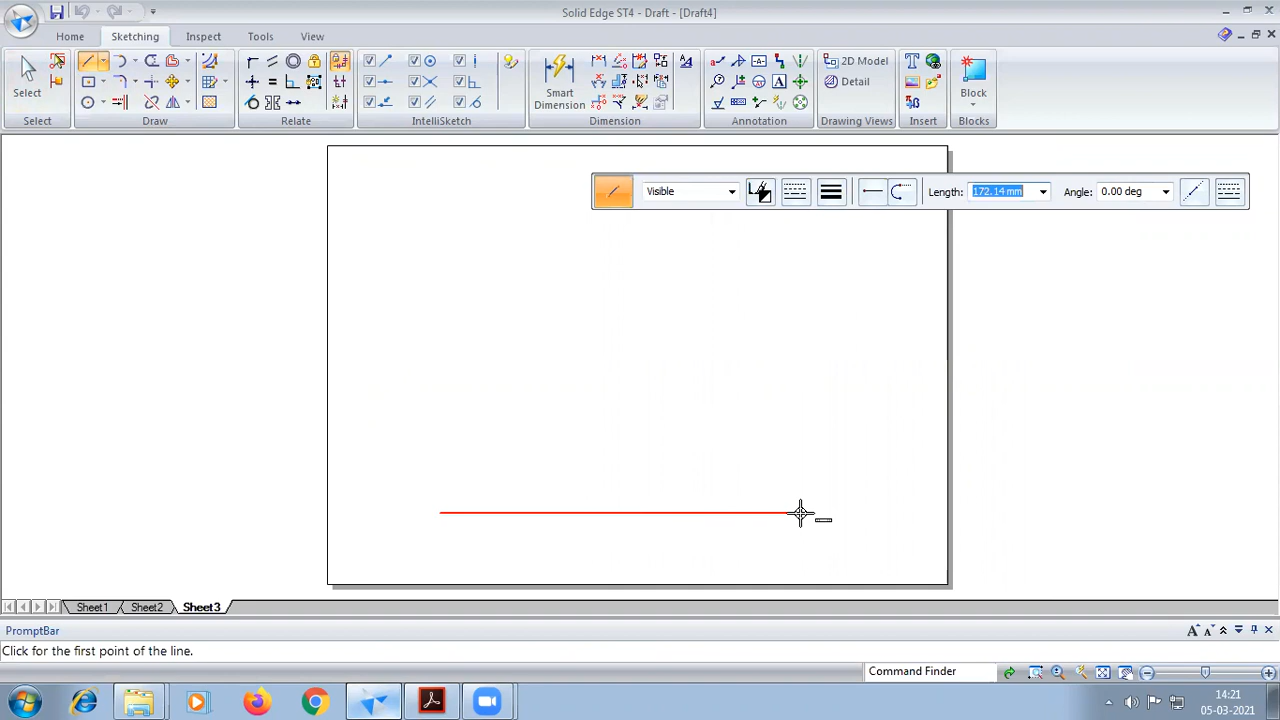 Solid Edge ST4 - Draft - [Draft4]
Home Sketching Inspect Tools View
Select
Smart
Dimension
2D Model
Detail
Block
Select Draw Relate IntelliSketch Dimension Annotation Drawing Views Insert Blocks
Visible Length: 172.14 mm Angle: 0.00 deg
Sheet1 Sheet2 Sheet3
PromptBar
Click for the first point of the line.
Command Finder
14:21
05-03-2021